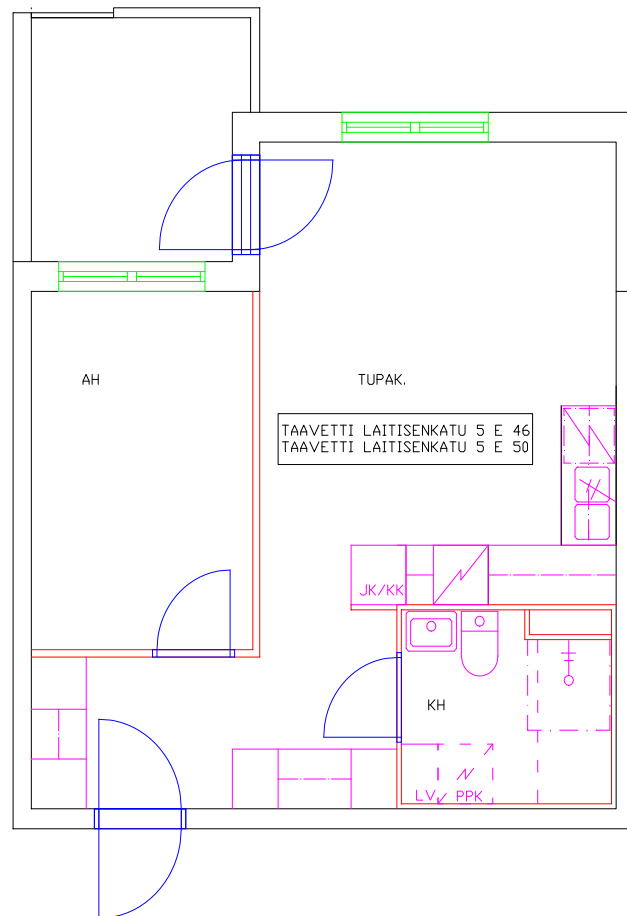 AH
TUPAK.
TAAVETTI LAITISENKATU 5 E 46
TAAVETTI LAITISENKATU 5 E 50
JK/KK
KH
LV PPK